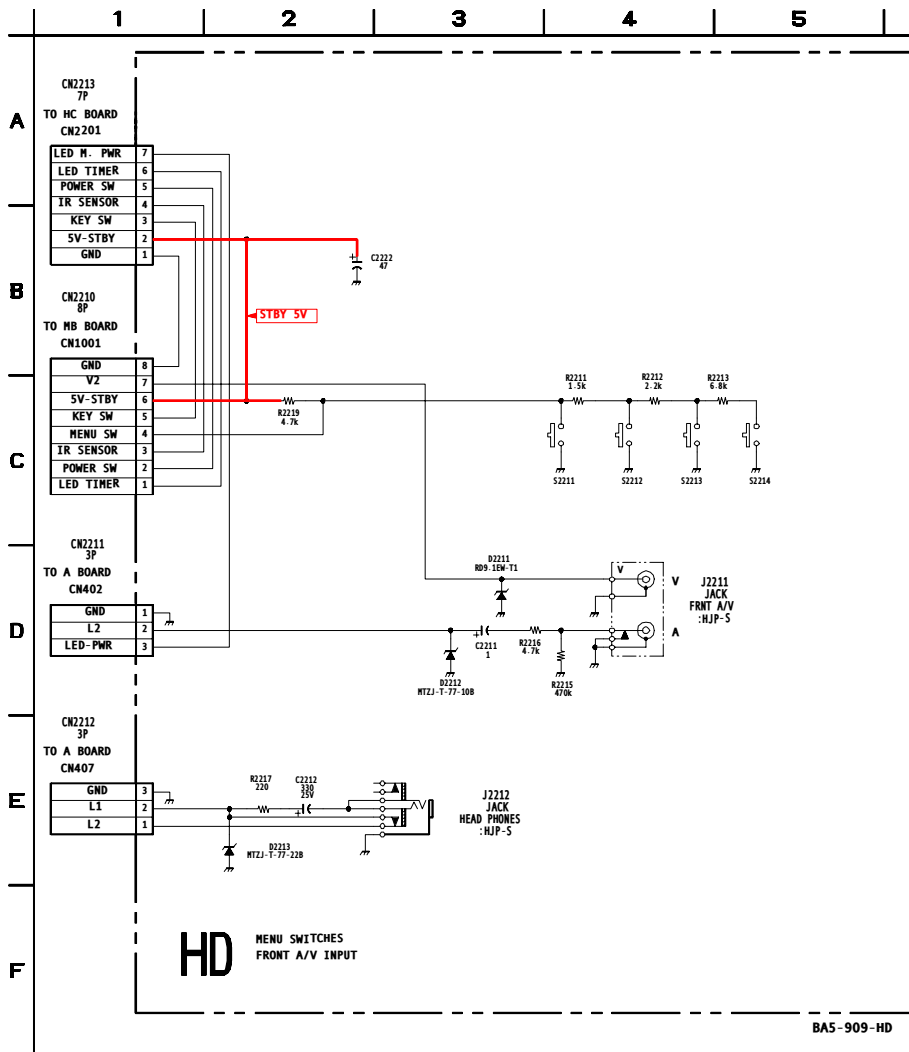 1 2 3 4 5
A
B
C
D
E
F
CN2213
7P
TO HC BOARD
CN2201
LED M. PWR 7
LED TIMER 6
POWER SW 5
IR SENSOR 4
KEY SW 3
5V-STBY 2
GND 1
+
C2222
47
STBY 5V
CN2210
8P
TO MB BOARD
CN1001
GND 8
V2 7
5V-STBY 6
KEY SW 5
MENU SW 4
IR SENSOR 3
POWER SW 2
LED TIMER 1
R2219
4.7k
R2211
1.5k
R2212
2.2k
R2213
6.8k
S2211
S2212
S2213
S2214
CN2211
3P
TO A BOARD
CN402
GND 1
L2 2
LED-PWR 3
D2211
RD9.1EW-T1
D2212
MTZJ-T-77-10B
+
C2211
1
R2216
4.7k
R2215
470k
V
V
A
J2211
JACK
FRNT A/V
:HJP-S
CN2212
3P
TO A BOARD
CN407
GND 3
L1 2
L2 1
R2217
220
C2212
330
25V
+
D2213
MTZJ-T-77-22B
J2212
JACK
HEAD PHONES
:HJP-S
HD
MENU SWITCHES
FRONT A/V INPUT
BA5-909-HD